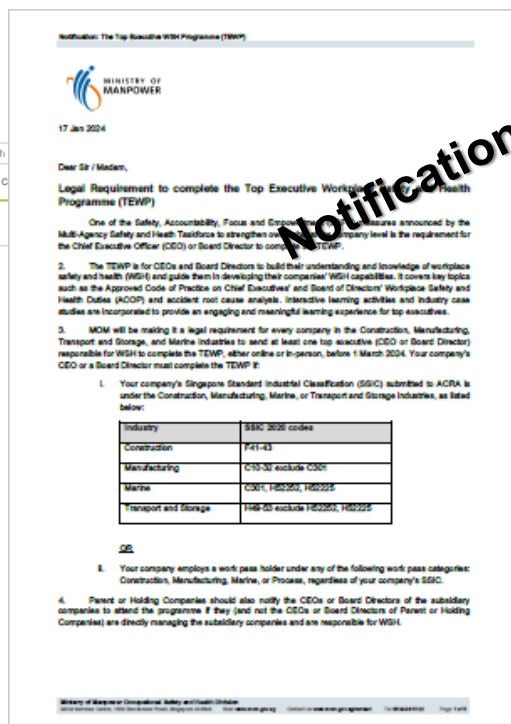 Notification: The Top Executive WSH Programme (TEWP)
MINISTRY OF
MANPOWER
17 Jan 2024
h
Dear Sir / Madam,
c
Notification
Legal Requirement to complete the Top Executive Workplace Safety and Health
Programme (TEWP)
One of the Safety, Accountability, Focus and measures announced by the
Multi-Agency Safety and Heath Taskforce to strengthen company level is the requirement for
the Chief Executive Officer (CEO) or Board Director to TEWP.
2. The TEWP is for CEOs and Board Directors to build their understanding and knowledge of workplace
safety and health (WSH) and guide them in developing their companies' WSH capabilities. It covers key topics
such as the Approved Code of Practice on Chief Executives' and Board of Directors' Workplace Safety and
Health Duties (ACOP) and accident root cause analysis. Interactive learning activities and industry case
studies are incorporated to provide an engaging and meaningful learning experience for top executives.
3. MOM will be making it a legal requirement for every company in the Construction, Manufacturing,
Transport and Storage, and Marine Industries to send at least one top executive (CEO or Board Director)
responsible for WSH to complete the TEWP, either online or in-person, before 1 March 2024. Your company's
CEO or a Board Director must complete the TEWP if:
I. Your company's Singapore Standard Industrial Classification (SSIC) submitted to ACRA is
under the Construction, Manufacturing, Marine, or Transport and Storage Industries, as listed
below:
Industry SSIC 2020 codes
Construction F41-43
Manufacturing C10-32 exclude C301
Marine C301, H52252, H52225
Transport and Storage H49-53 exclude H52252, H52225
OR
II. Your company employs a work pass holder under any of the following work pass categories:
Construction, Manufacturing, Marine, or Process, regardless of your company's SSIC.
4. Parent or Holding Companies should also notify the CEOs or Board Directors of the subsidiary
companies to attend the programme if they (and not the CEOs or Board Directors of Parent or Holding
Companies) are directly managing the subsidiary companies and are responsible for WSH.
Ministry of Manpower Occupational Safety and Health Division